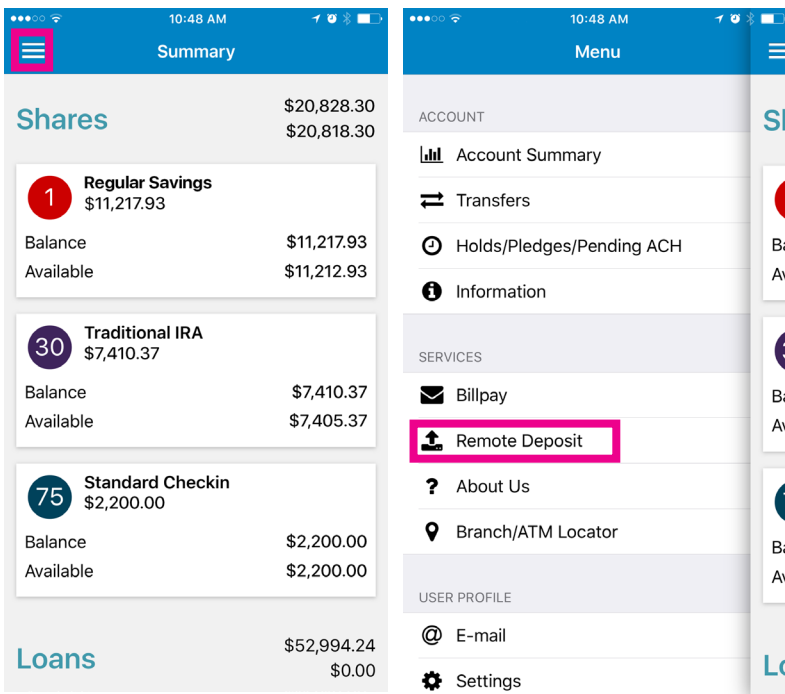 10:48 AM
Summary
Shares
$20,828.30
$20,818.30
1
Regular Savings
$11,217.93
Balance
$11,217.93
Available
$11,212.93
30
Traditional IRA
$7,410.37
Balance
$7,410.37
Available
$7,405.37
75
Standard Checkin
$2,200.00
Balance
$2,200.00
Available
$2,200.00
Loans
$52,994.24
$0.00
10:48 AM
Menu
ACCOUNT
Account Summary
Transfers
Holds/Pledges/Pending ACH
Information
SERVICES
Billpay
Remote Deposit
? About Us
Branch/ATM Locator
USER PROFILE
@ E-mail
Settings